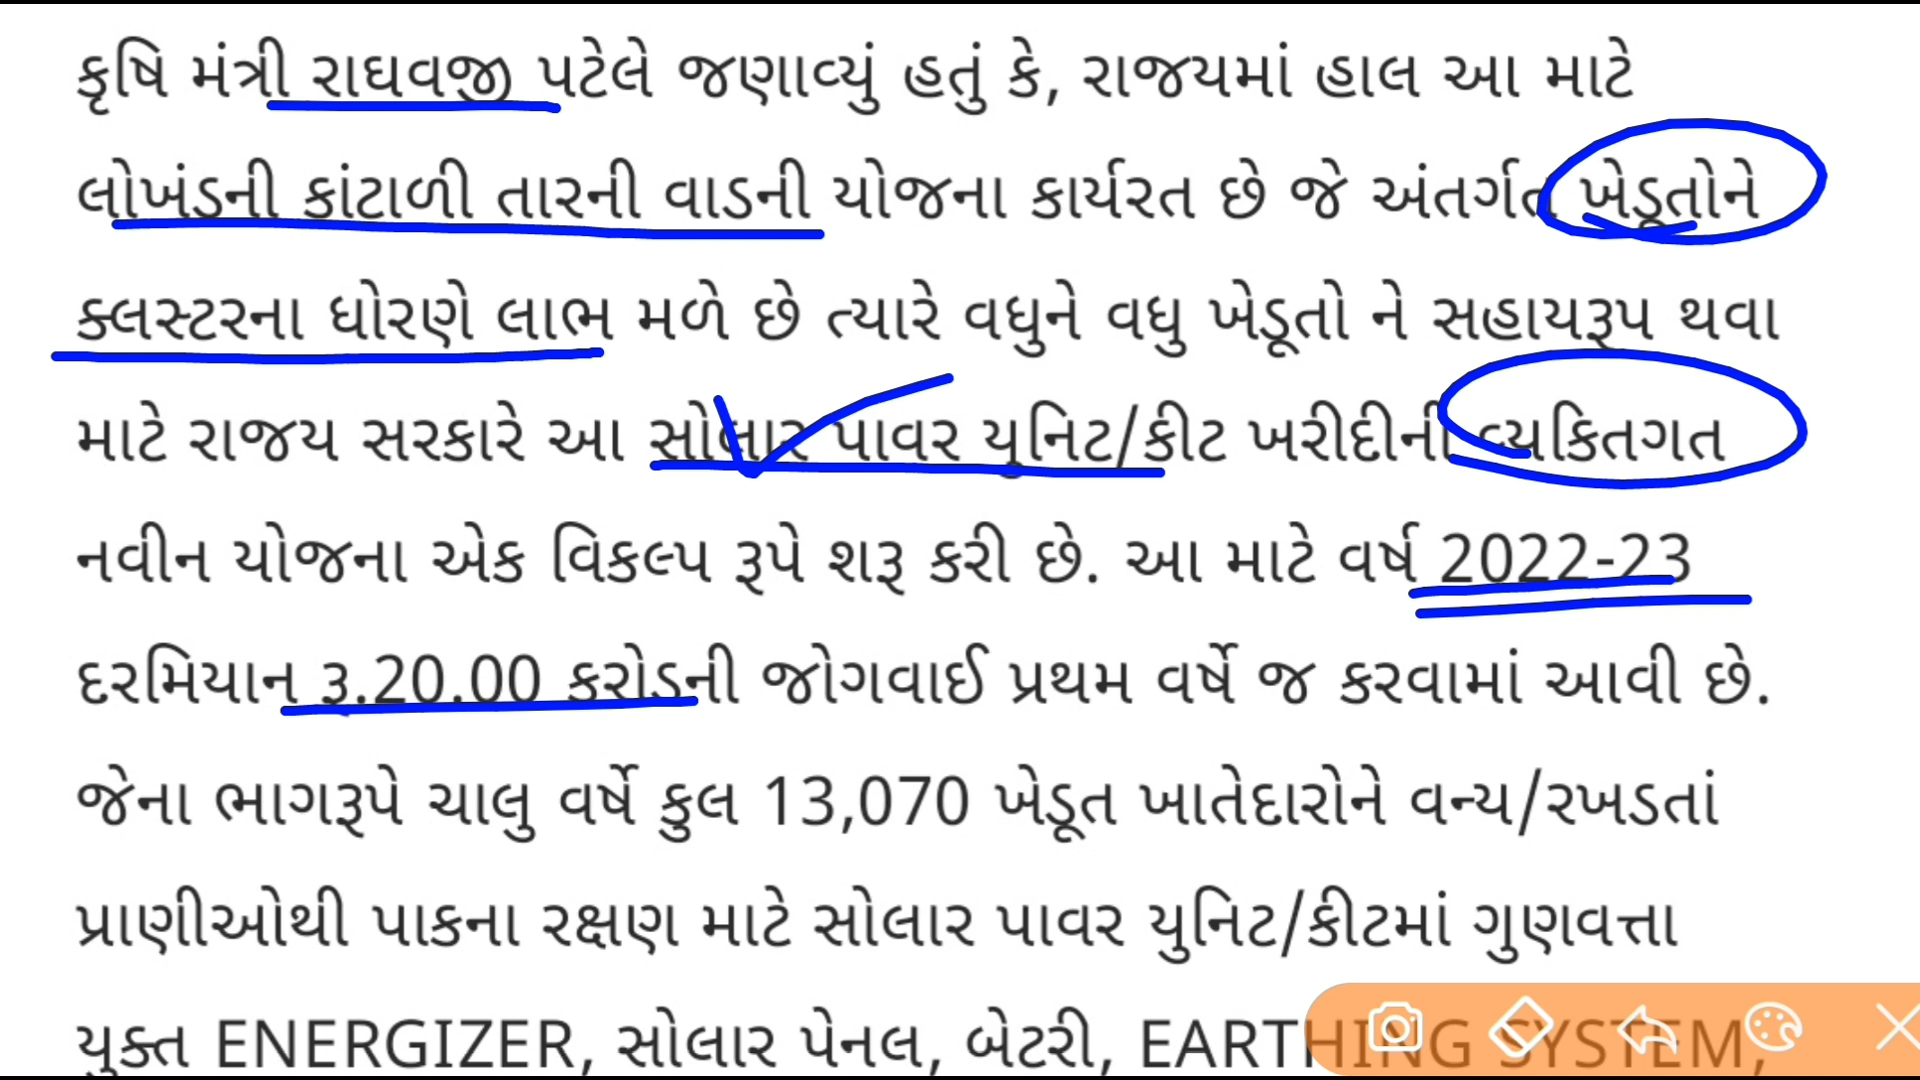 કૃષિ મંત્રી રાઘવજી પટેલે જણાવ્યું હતું કે, રાજયમાં હાલ આ માટે
લોખંડની કાંટાળી તારની વાડની યોજના કાર્યરત છે જે અંતર્ગત ખેડૂતોને
ક્લસ્ટરના ધોરણે લાભ મળે છે ત્યારે વધુને વધુ ખેડૂતો ને સહાયરૂપ થવા
માટે રાજય સરકારે આ સોલાર પાવર યુનિટ/કીટ ખરીદીની વ્યકિતગત
નવીન યોજના એક વિકલ્પ રૂપે શરૂ કરી છે. આ માટે વર્ષ 2022-23
દરમિયાન રૂ.20.00 કરોડની જોગવાઈ પ્રથમ વર્ષે જ કરવામાં આવી છે.
જેના ભાગરૂપે ચાલુ વર્ષે કુલ 13,070 ખેડૂત ખાતેદારોને વન્ય/રખડતાં
પ્રાણીઓથી પાકના રક્ષણ માટે સોલાર પાવર યુનિટ/કીટમાં ગુણવત્તા
યુક્ત ENERGIZER, સોલાર પેનલ, બેટરી, EARTHING SYSTEM,